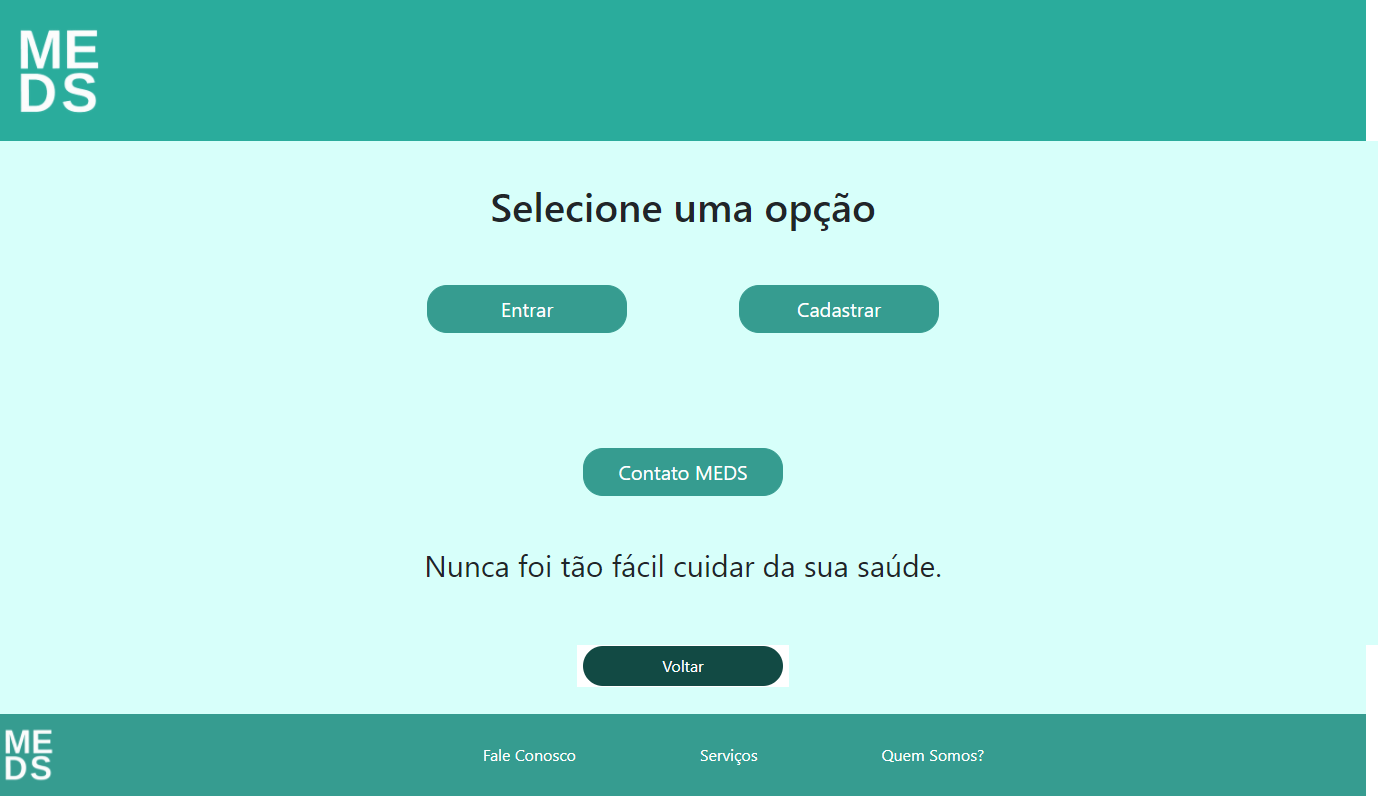 ME
DS
Selecione uma opção
Entrar
Cadastrar
Contato MEDS
Nunca foi tão fácil cuidar da sua saúde.
Voltar
ME
DS
Fale Conosco
Serviços
Quem Somos?